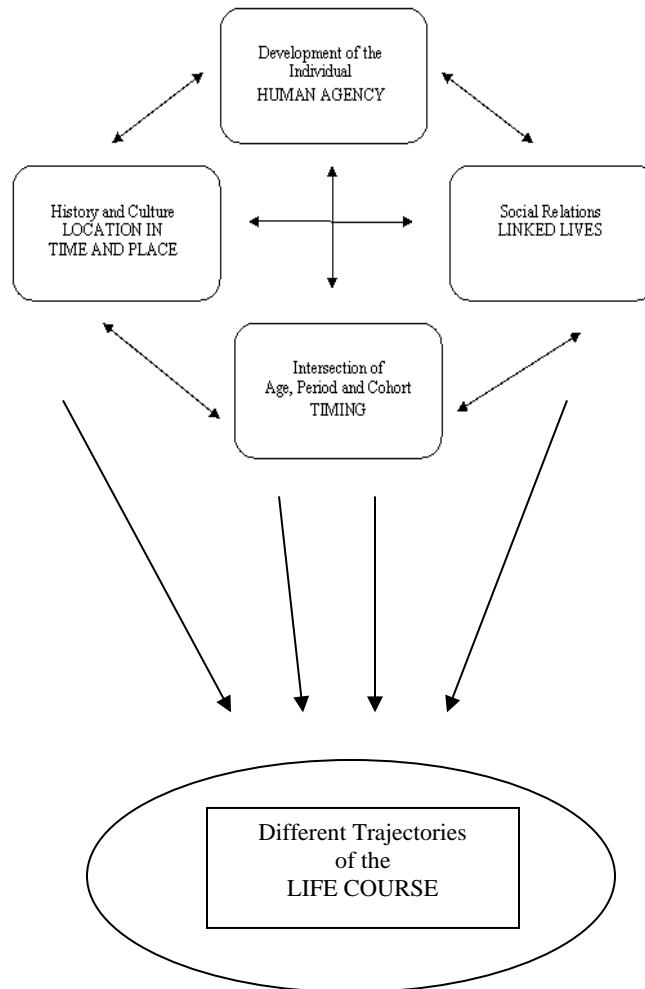 Development of the
Individual
HUMAN AGENCY
History and Culture
LOCATION IN
TIME AND PLACE
Social Relations
LINKED LIVES
Intersection of
Age, Period and Cohort
TIMING
Different Trajectories
of the
LIFE COURSE